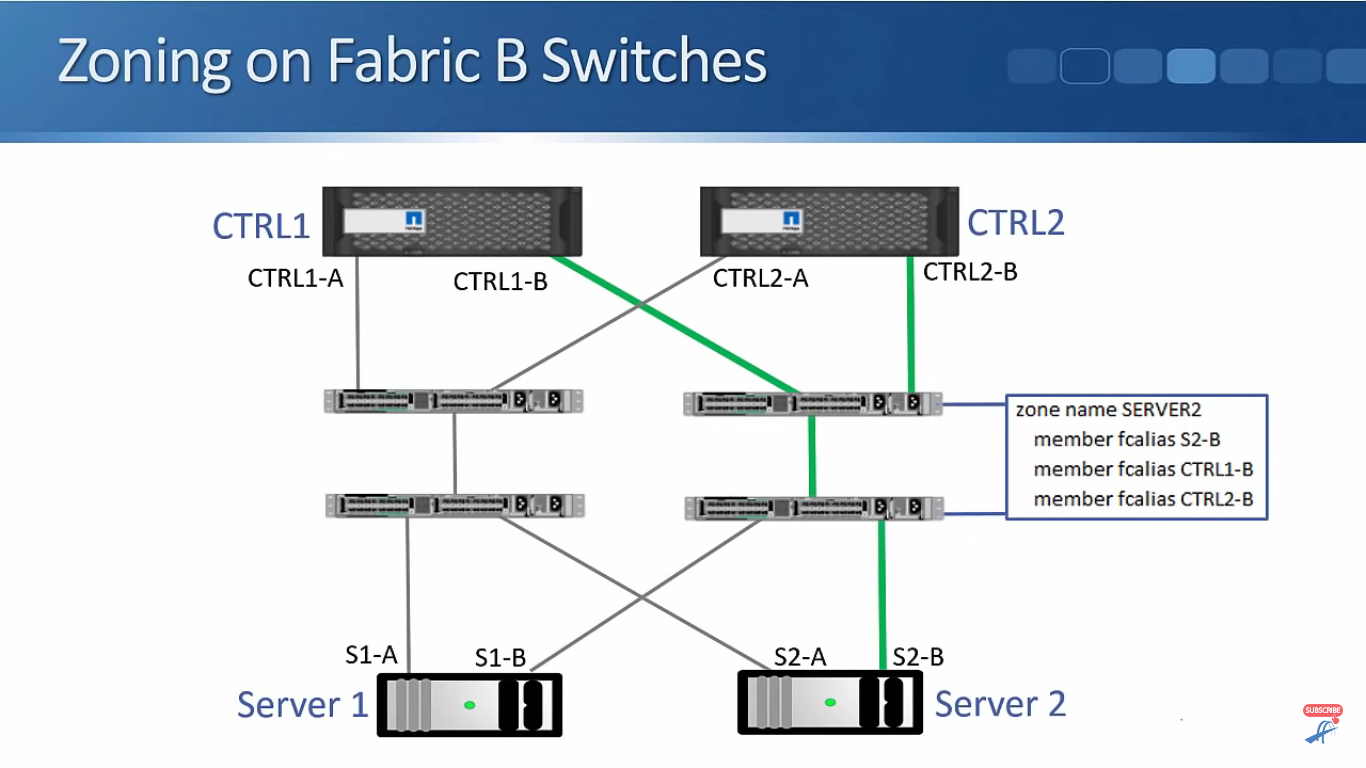 Zoning on Fabric B Switches
CTRL1
CTRL2
CTRL1-A
CTRL1-B
CTRL2-A
CTRL2-B
zone name SERVER2
member fcalias S2-B
member fcalias CTRL1-B
member fcalias CTRL2-B
S1-A
S1-B
S2-A
S2-B
Server 1
Server 2
SUBSCRIBE